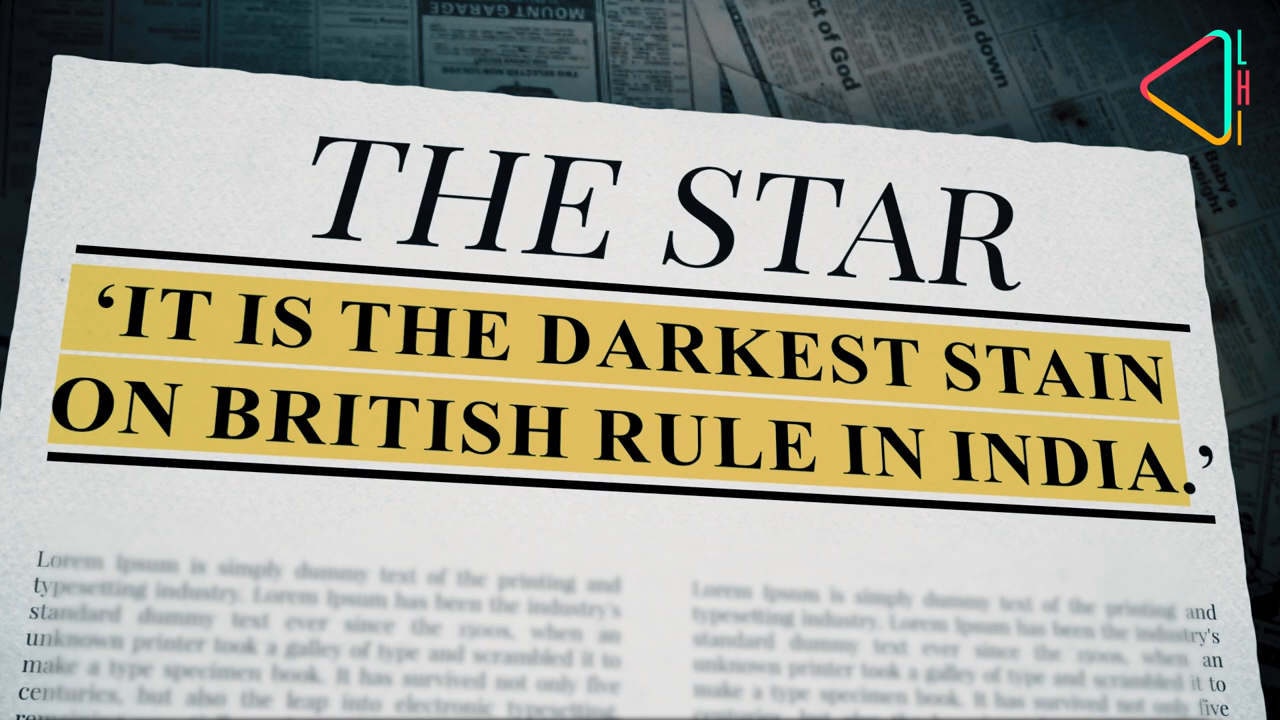 MOUNT GARAGE
TWO SELECTED
ct of God
nd down
LHI
Baby's
weight
THE STAR
‘IT IS THE DARKEST STAIN
ON BRITISH RULE IN INDIA.’
Lorem Ipsum is simply dummy text of the printing and
typesetting industry. Lorem Ipsum has been the industry's
standard dummy text ever since the 1500s, when an
unknown printer took a galley of type and scrambled it to
make a type specimen book. It has survived not only five
centuries, but also the leap into electronic typesetting,
Lorem Ipsum is simply dummy text of the printing and
typesetting industry. Lorem Ipsum has been the industry's
standard dummy text ever since the 1500s, when an
unknown printer took a galley of type and scrambled it to
make a type specimen book. It has survived not only five